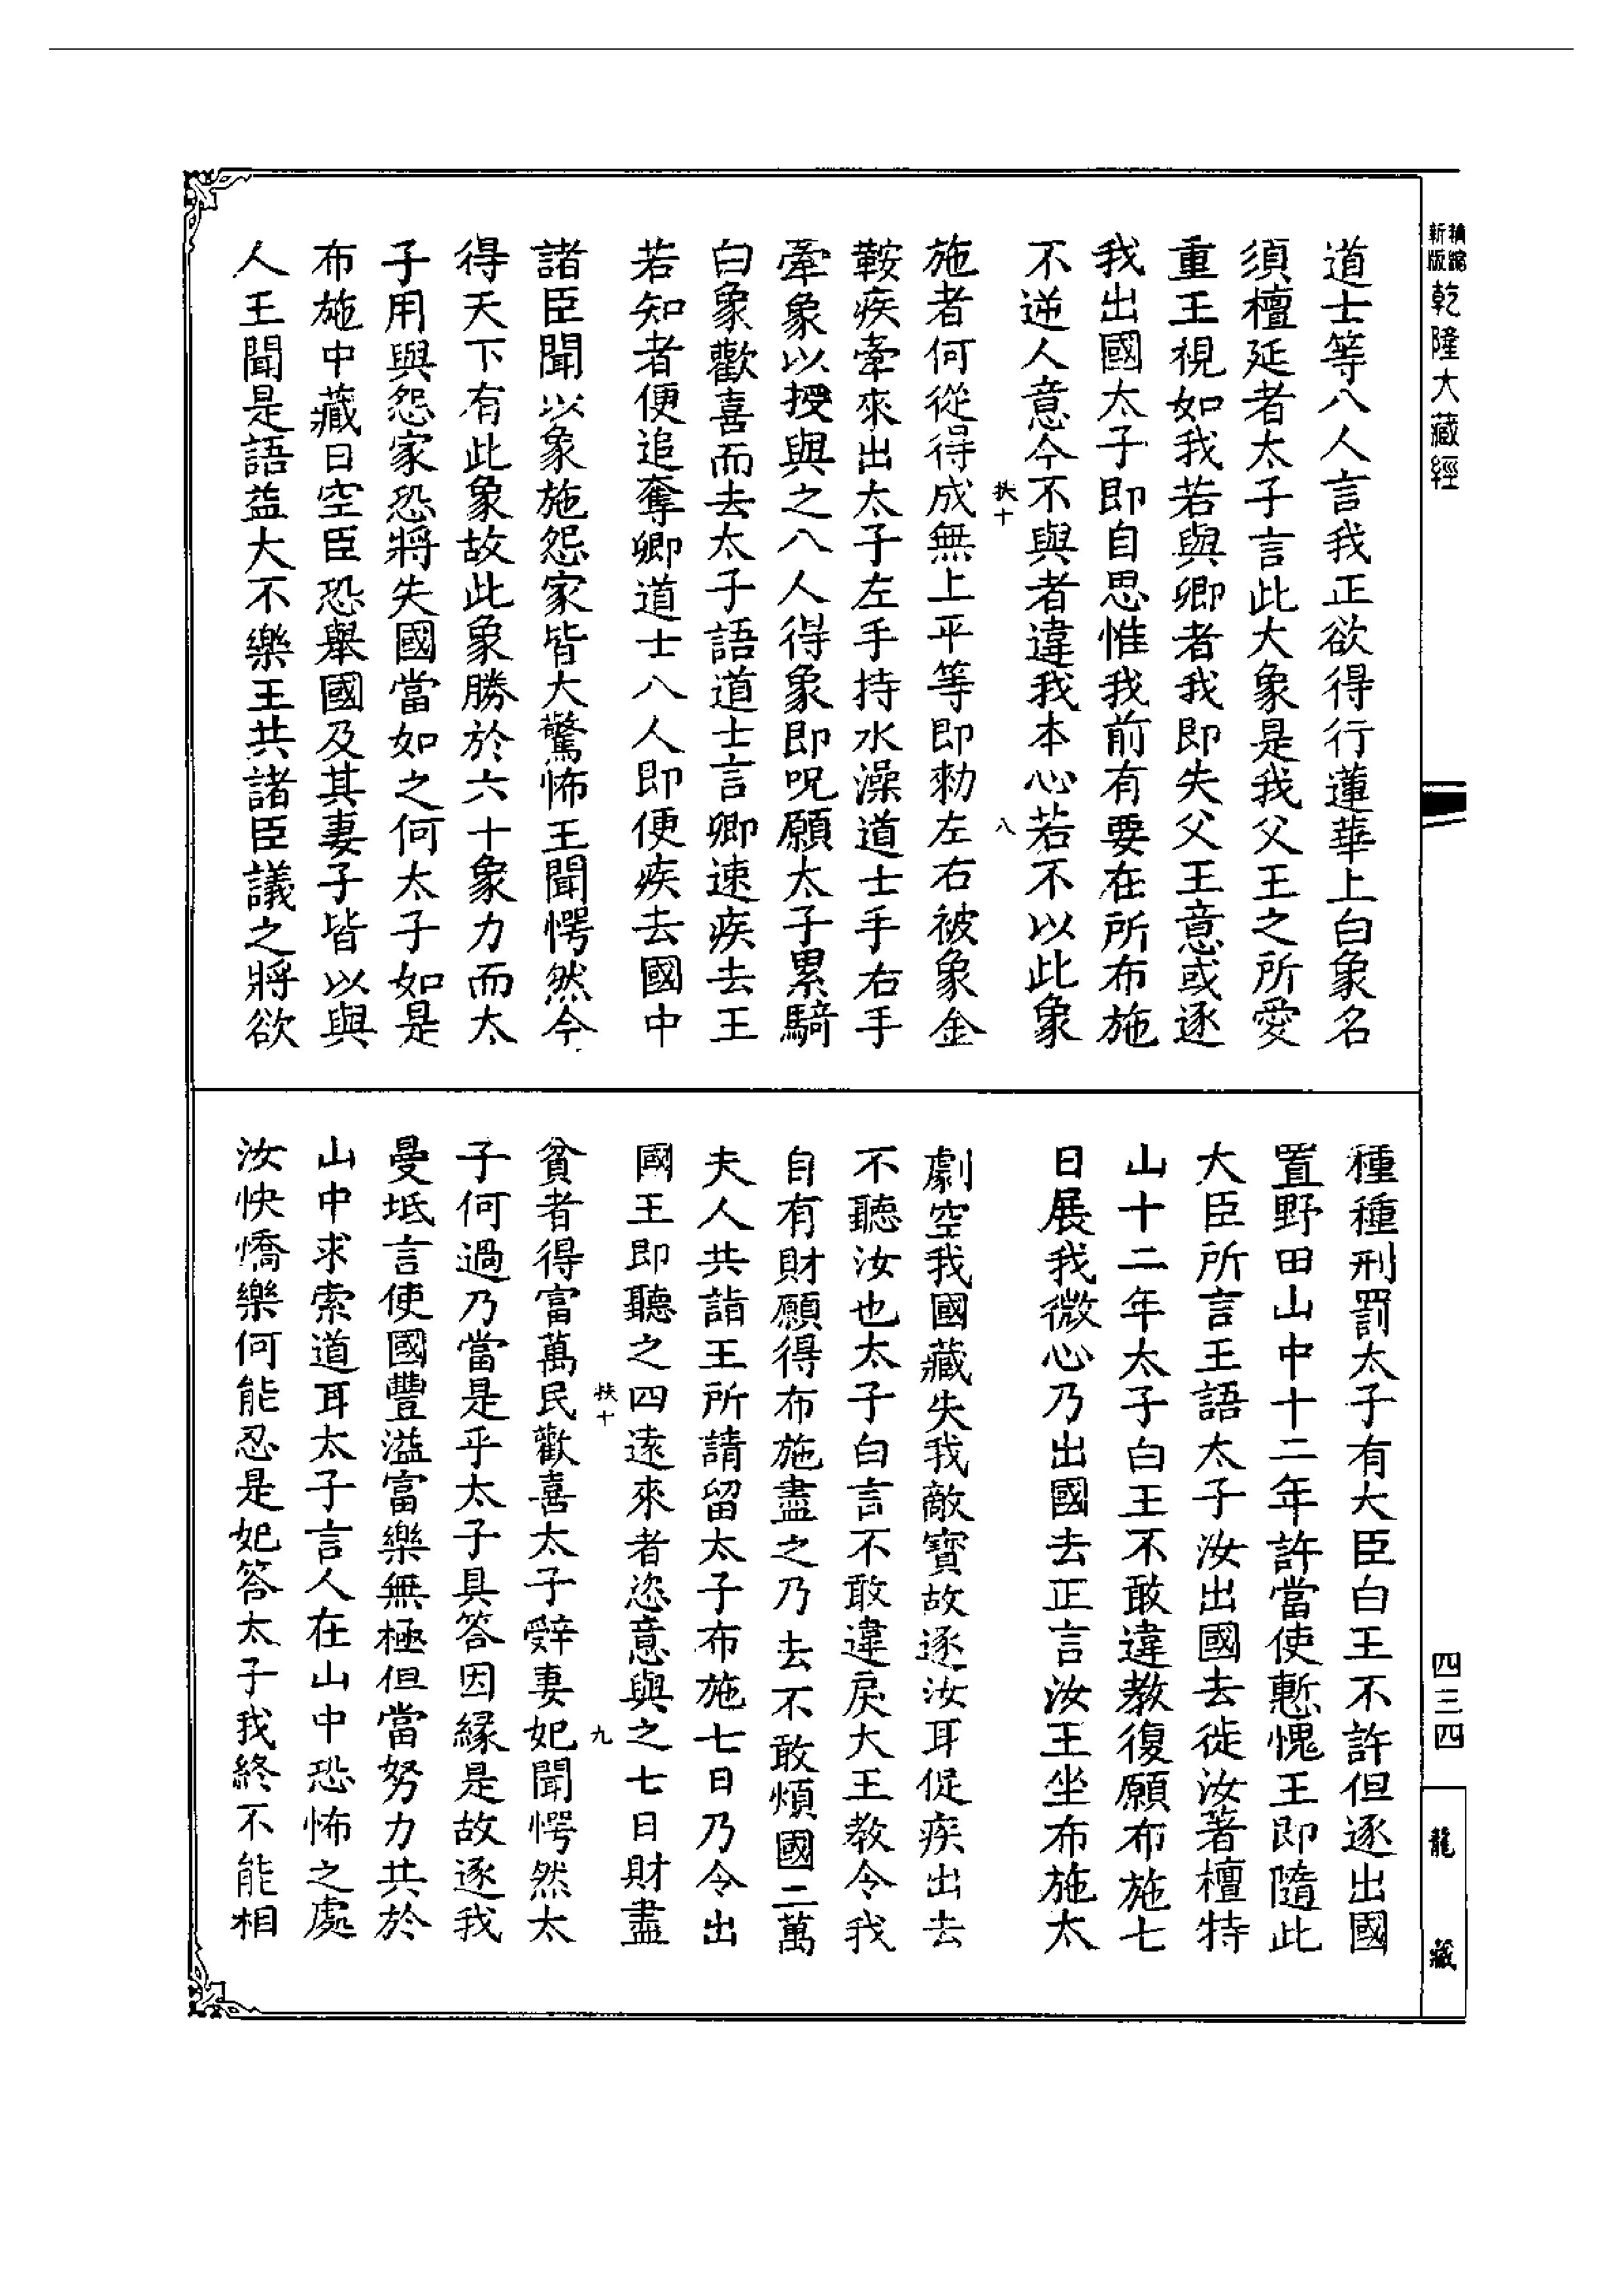 新編
縮版
乾隆大藏經
道士等八人言我正欲得行蓮華上白象名
須檀延者太子言此大象是我父王之所愛
重王視如我若與卿者我即失父王意或逐
我出國太子即自思惟我前有要在所布施
不逆人意今不與者違我本心若不以此象
扶十
八
施者何從得成無上平等即勑左右被象金
鞍疾牽來出太子左手持水澡道士手右手
牽象以授與之八人得象即呪願太子累騎
白象歡喜而去太子語道士言卿速疾去王
若知者便追奪卿道士八人即便疾去國中
諸臣聞以象施怨家皆大驚怖王聞愕然今
得天下有此象故此象勝於六十象力而太
子用與怨家恐將失國當如之何太子如是
布施中藏日空臣恐舉國及其妻子皆以與
人王聞是語益大不樂王共諸臣議之將欲
種種刑罰太子有大臣白王不許但逐出國
置野田山中十二年許當使慙愧王即隨此
大臣所言王語太子汝出國去徙汝著檀特
山十二年太子白王不敢違教復願布施七
日展我微心乃出國去正言汝王坐布施太
劇空我國藏失我敵寶故逐汝耳促疾出去
不聽汝也太子白言不敢違戾大王教令我
自有財願得布施盡之乃去不敢煩國二萬
夫人共詣王所請留太子布施七日乃令出
國王即聽之四遠來者恣意與之七日財盡
扶十
九
貧者得富萬民歡喜太子辭妻妃聞愕然太
子何過乃當是乎太子具答因緣是故逐我
曼坻言使國豐溢富樂無極但當努力共於
山中求索道耳太子言人在山中恐怖之處
汝快憍樂何能忍是妃答太子我終不能相
四三四
龍藏